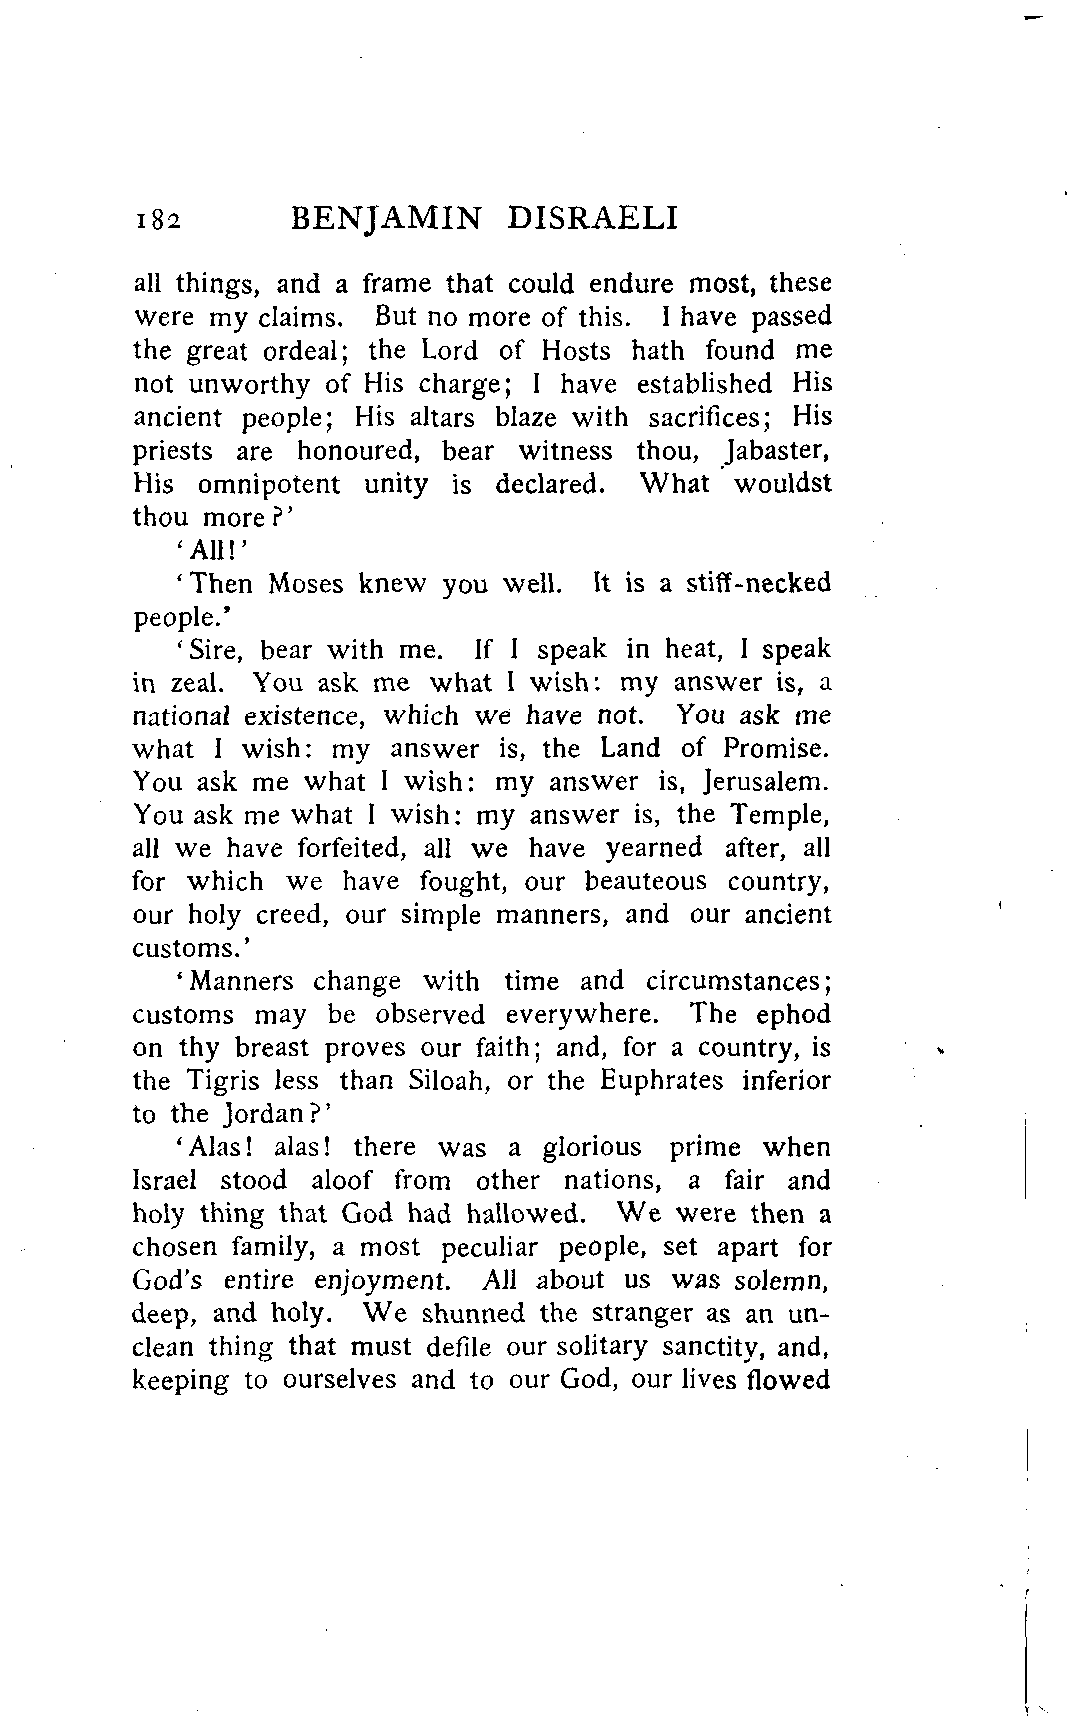 182 BENJAMIN DISRAELI
all things, and a frame that could endure most, these
were my claims. But no more of this. I have passed
the great ordeal; the Lord of Hosts hath found me
not unworthy of His charge; I have established His
ancient people; His altars blaze with sacrifices; His
priests are honoured, bear witness thou, Jabaster,
His omnipotent unity is declared. What wouldst
thou more?'
'All!'
'Then Moses knew you well. It is a stiff-necked
people.'
'Sire, bear with me. If I speak in heat, I speak
in zeal. You ask me what I wish: my answer is, a
national existence, which we have not. You ask me
what I wish: my answer is, the Land of Promise.
You ask me what I wish: my answer is, Jerusalem.
You ask me what I wish: my answer is, the Temple,
all we have forfeited, all we have yearned after, all
for which we have fought, our beauteous country,
our holy creed, our simple manners, and our ancient
customs.'
'Manners change with time and circumstances;
customs may be observed everywhere. The ephod
on thy breast proves our faith; and, for a country, is
the Tigris less than Siloah, or the Euphrates inferior
to the Jordan?'
'Alas! alas! there was a glorious prime when
Israel stood aloof from other nations, a fair and
holy thing that God had hallowed. We were then a
chosen family, a most peculiar people, set apart for
God's entire enjoyment. All about us was solemn,
deep, and holy. We shunned the stranger as an un-
clean thing that must defile our solitary sanctity, and,
keeping to ourselves and to our God, our lives flowed